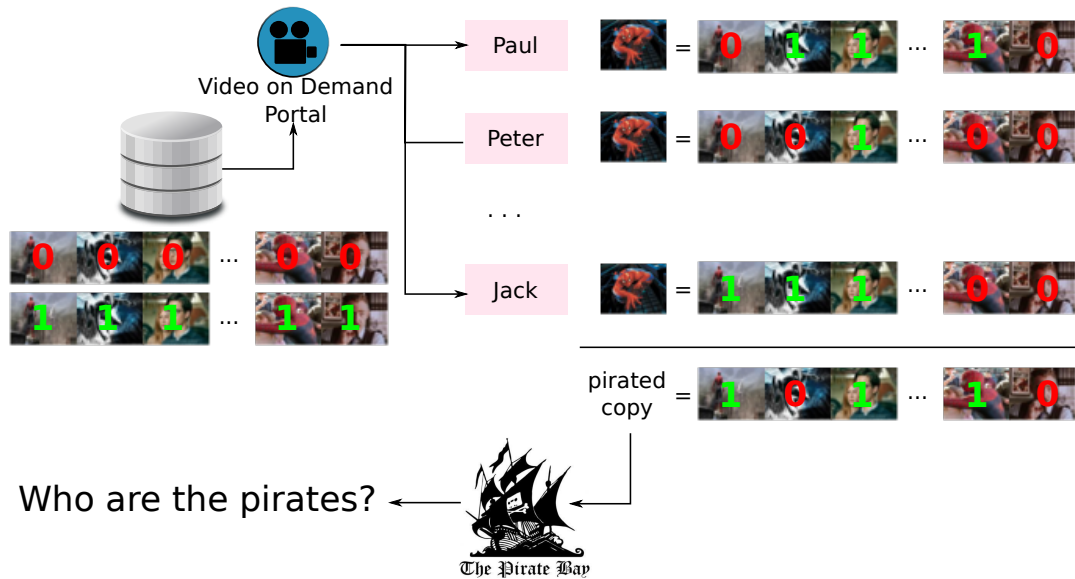 Video on Demand
Portal
Paul
= 0 1 1 ... 1 0
Peter
= 0 0 1 ... 0 0
. . .
0 0 0 ... 0 0
1 1 1 ... 1 1
Jack
= 1 1 1 ... 0 0
pirated
copy
= 1 0 1 ... 1 0
Who are the pirates?
The Pirate Bay